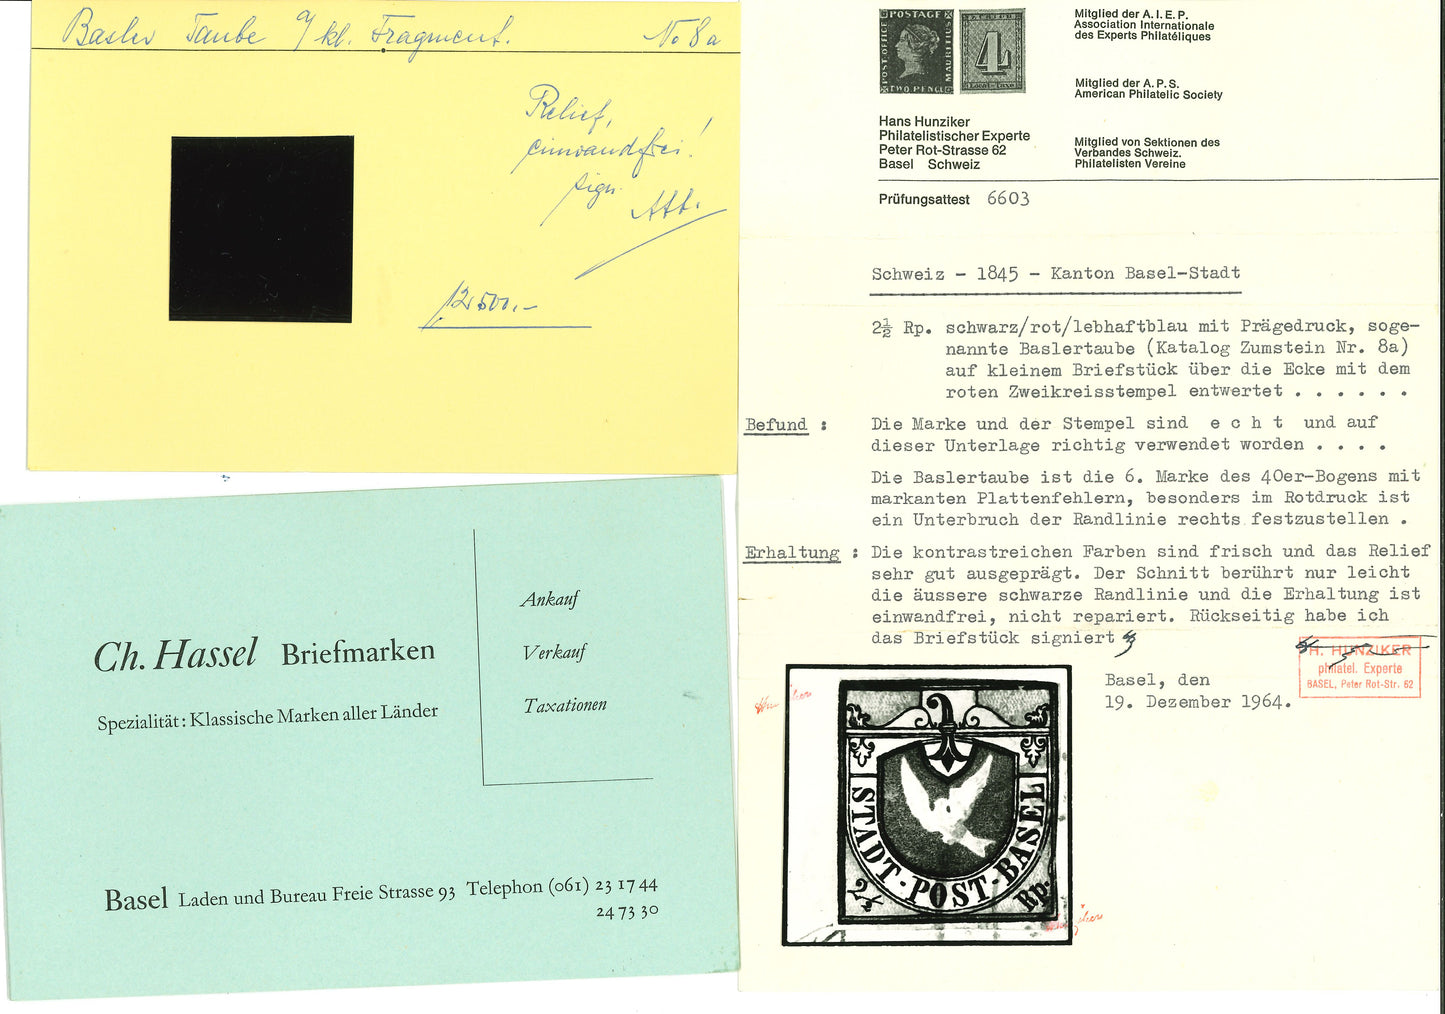 Basler Taube a/ kl. Fragment. No 8a
Relief,
einwandfrei!
sign.
Att.
12'500.-
Ch. Hassel Briefmarken
Spezialität: Klassische Marken aller Länder
Ankauf
Verkauf
Taxationen
Basel Laden und Bureau Freie Strasse 93 Telephon (061) 23 17 44
24 73 30
POSTAGE
POST OFFICE
MAURITIUS
TWO PENCE
ZÜRICH
4
Local-Taxe
Mitglied der A.I.E.P.
Association Internationale
des Experts Philatéliques
Mitglied der A.P.S.
American Philatelic Society
Mitglied von Sektionen des
Verbandes Schweiz.
Philatelisten Vereine
Hans Hunziker
Philatelistischer Experte
Peter Rot-Strasse 62
Basel Schweiz
Prüfungsattest 6603
Schweiz - 1845 - Kanton Basel-Stadt
2½ Rp. schwarz/rot/lebhaftblau mit Prägedruck, soge-
nannte Baslertaube (Katalog Zumstein Nr. 8a)
auf kleinem Briefstück über die Ecke mit dem
roten Zweikreisstempel entwertet . . . . . .
Befund : Die Marke und der Stempel sind e c h t und auf
dieser Unterlage richtig verwendet worden . . . .
Die Baslertaube ist die 6. Marke des 40er-Bogens mit
markanten Plattenfehlern, besonders im Rotdruck ist
ein Unterbruch der Randlinie rechts festzustellen .
Erhaltung : Die kontrastreichen Farben sind frisch und das Relief
sehr gut ausgeprägt. Der Schnitt berührt nur leicht
die äussere schwarze Randlinie und die Erhaltung ist
einwandfrei, nicht repariert. Rückseitig habe ich
das Briefstück signiert
H. HUNZIKER
philatel. Experte
BASEL, Peter Rot-Str. 62
Basel, den
19. Dezember 1964.
STADT-POST-BASEL
2½ Rp.